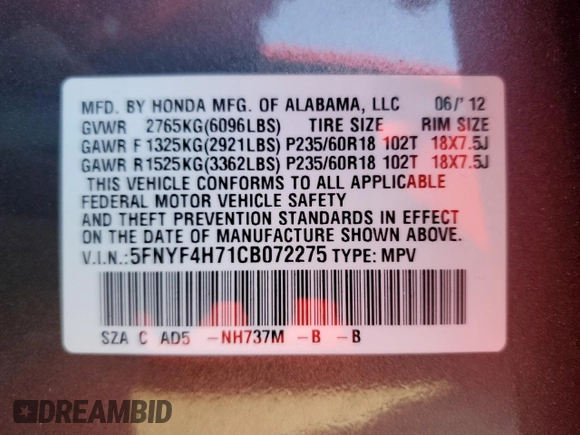 MFD. BY HONDA MFG. OF ALABAMA, LLC 06/'12
GVWR 2765KG(6096LBS) TIRE SIZE RIM SIZE
GAWR F1325KG(2921LBS) P235/60R18 102T 18X7.5J
GAWR R1525KG(3362LBS) P235/60R18 102T 18X7.5J
THIS VEHICLE CONFORMS TO ALL APPLICABLE
FEDERAL MOTOR VEHICLE SAFETY
AND THEFT PREVENTION STANDARDS IN EFFECT
ON THE DATE OF MANUFACTURE SHOWN ABOVE.
V.I.N.:5FNYF4H71CB072275 TYPE: MPV
SZA C AD5 -NH737M -B -B
DREAMBID